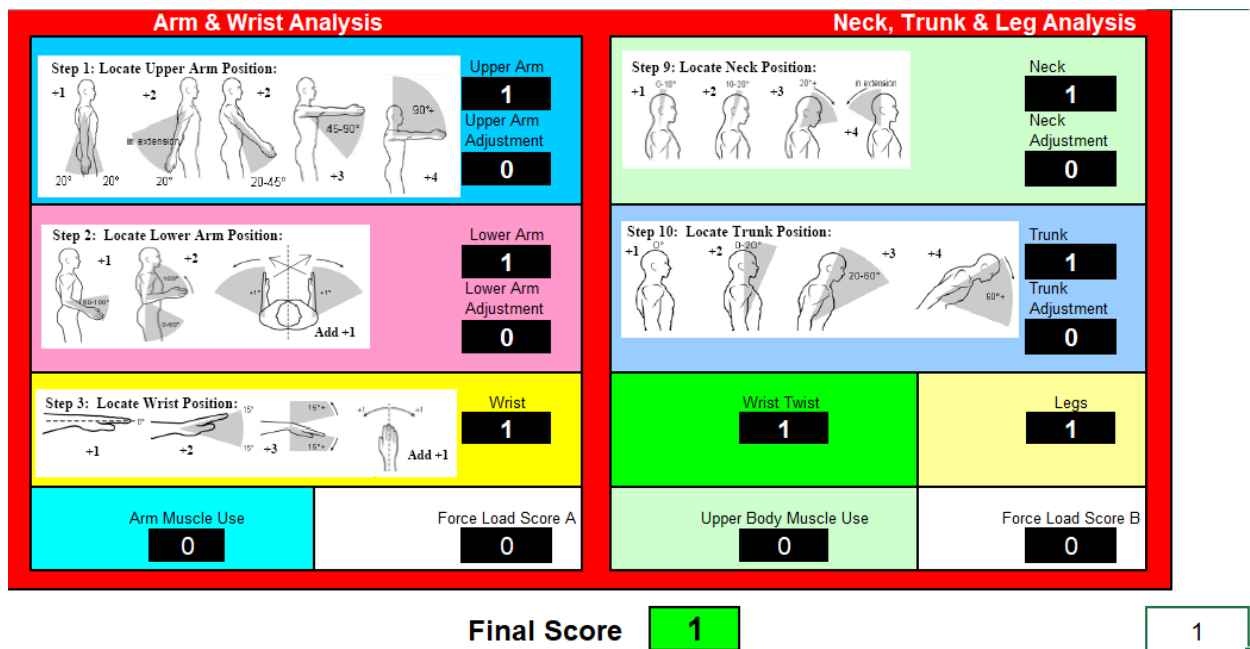 Arm & Wrist Analysis
Neck, Trunk & Leg Analysis
Step 1: Locate Upper Arm Position:
+1
+2
+2
in extension
45-90°
90°+
20°
20°
20°
20-45°
+3
+4
Upper Arm
1
Upper Arm
Adjustment
0
Step 9: Locate Neck Position:
+1
0-10°
+2
10-20°
+3
20°+
in extension
+4
Neck
1
Neck
Adjustment
0
Step 2: Locate Lower Arm Position:
+1
+2
100°
60-100°
0-60°
+1°
+1°
Add +1
Lower Arm
1
Lower Arm
Adjustment
0
Step 10: Locate Trunk Position:
+1
0°
+2
0-20°
+3
20-60°
+4
60°+
Trunk
1
Trunk
Adjustment
0
Step 3: Locate Wrist Position:
0°
15°
15°
15°+
15°+
+1
+1
+1
+2
+3
Add +1
Wrist
1
Wrist Twist
1
Legs
1
Arm Muscle Use
0
Force Load Score A
0
Upper Body Muscle Use
0
Force Load Score B
0
Final Score
1
1